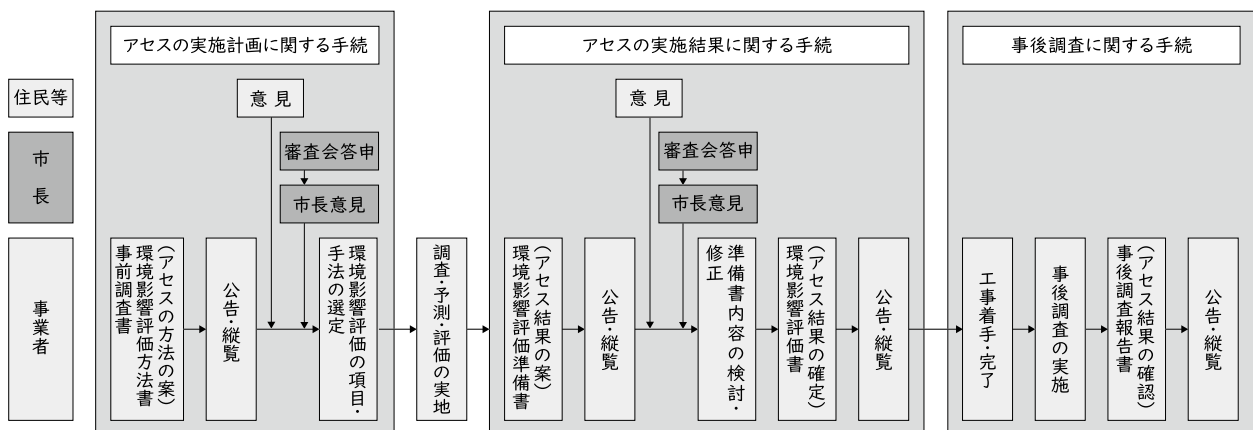 アセスの実施計画に関する手続
アセスの実施結果に関する手続
事後調査に関する手続
住民等
意見
意見
市長
審査会答申
審査会答申
市長意見
市長意見
事業者
事前調査書
環境影響評価方法書
(アセスの方法の案)
公告・縦覧
環境影響評価の項目・
手法の選定
調査・予測・評価の実地
環境影響評価準備書
(アセス結果の案)
公告・縦覧
準備書内容の検討・
修正
環境影響評価書
(アセス結果の確定)
公告・縦覧
工事着手・完了
事後調査の実施
事後調査報告書
(アセス結果の確認)
公告・縦覧